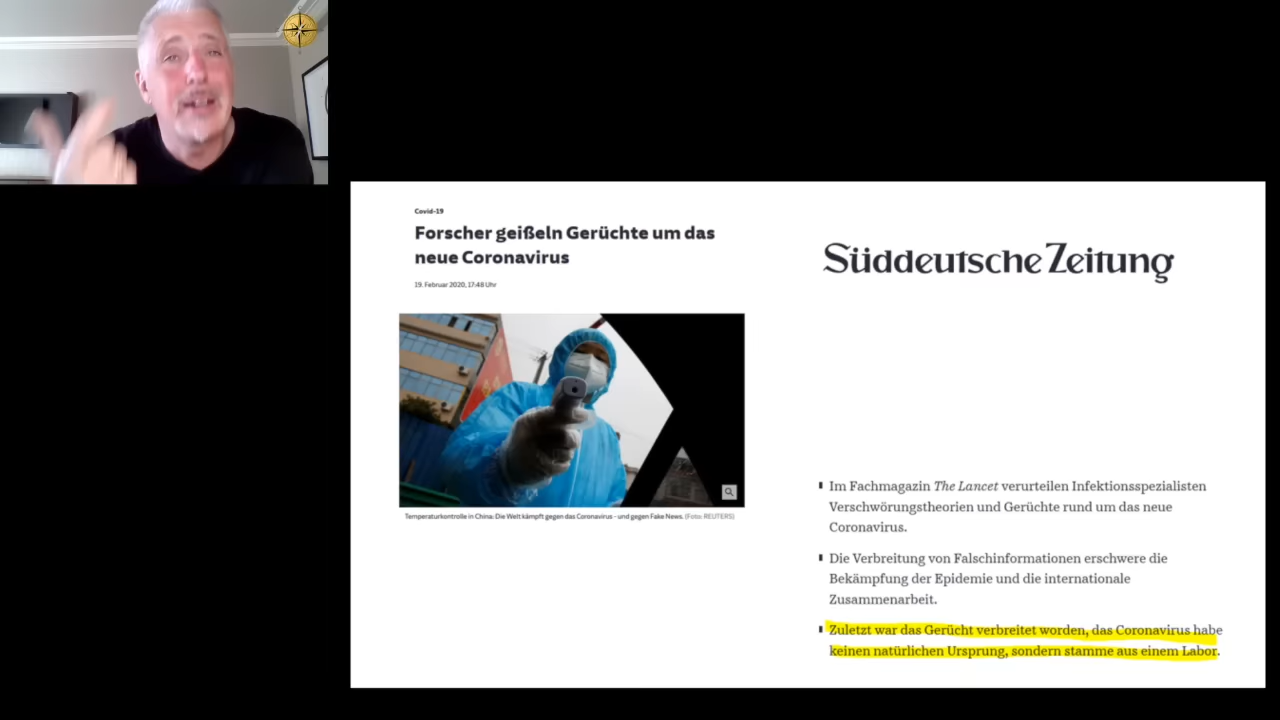 Covid-19
Forscher geißeln Gerüchte um das
neue Coronavirus
19. Februar 2020, 17:48 Uhr
Temperaturkontrolle in China: Die Welt kämpft gegen das Coronavirus - und gegen Fake News. (Foto: REUTERS)
Süddeutsche Zeitung
Im Fachmagazin The Lancet verurteilen Infektionsspezialisten
Verschwörungstheorien und Gerüchte rund um das neue
Coronavirus.
Die Verbreitung von Falschinformationen erschwere die
Bekämpfung der Epidemie und die internationale
Zusammenarbeit.
Zuletzt war das Gerücht verbreitet worden, das Coronavirus habe
keinen natürlichen Ursprung, sondern stamme aus einem Labor.